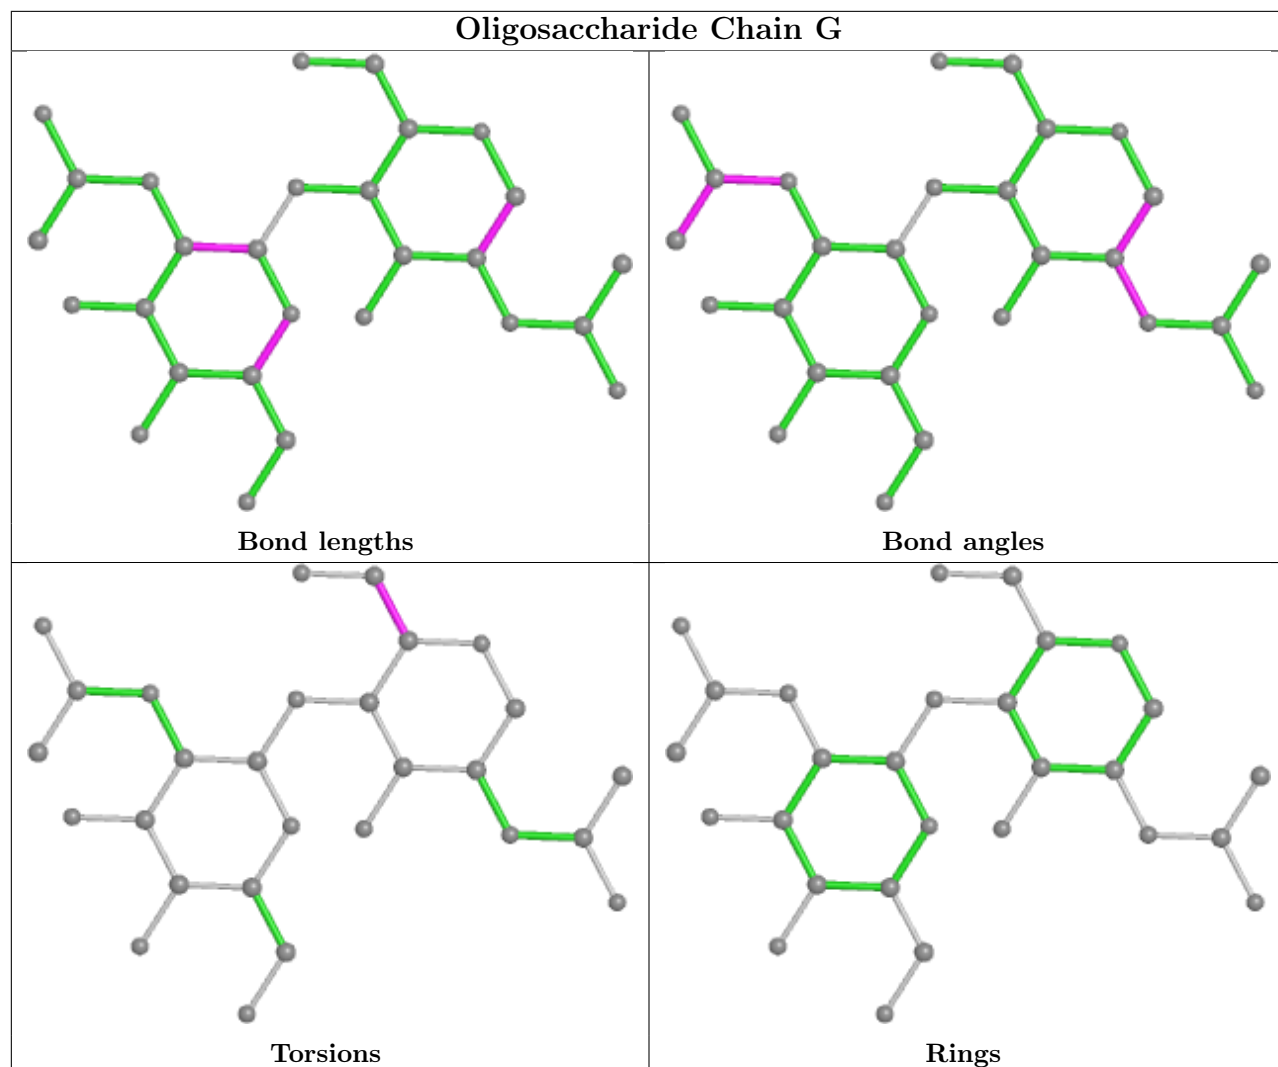 Oligosaccharide Chain G
Bond lengths
Bond angles
Torsions
Rings